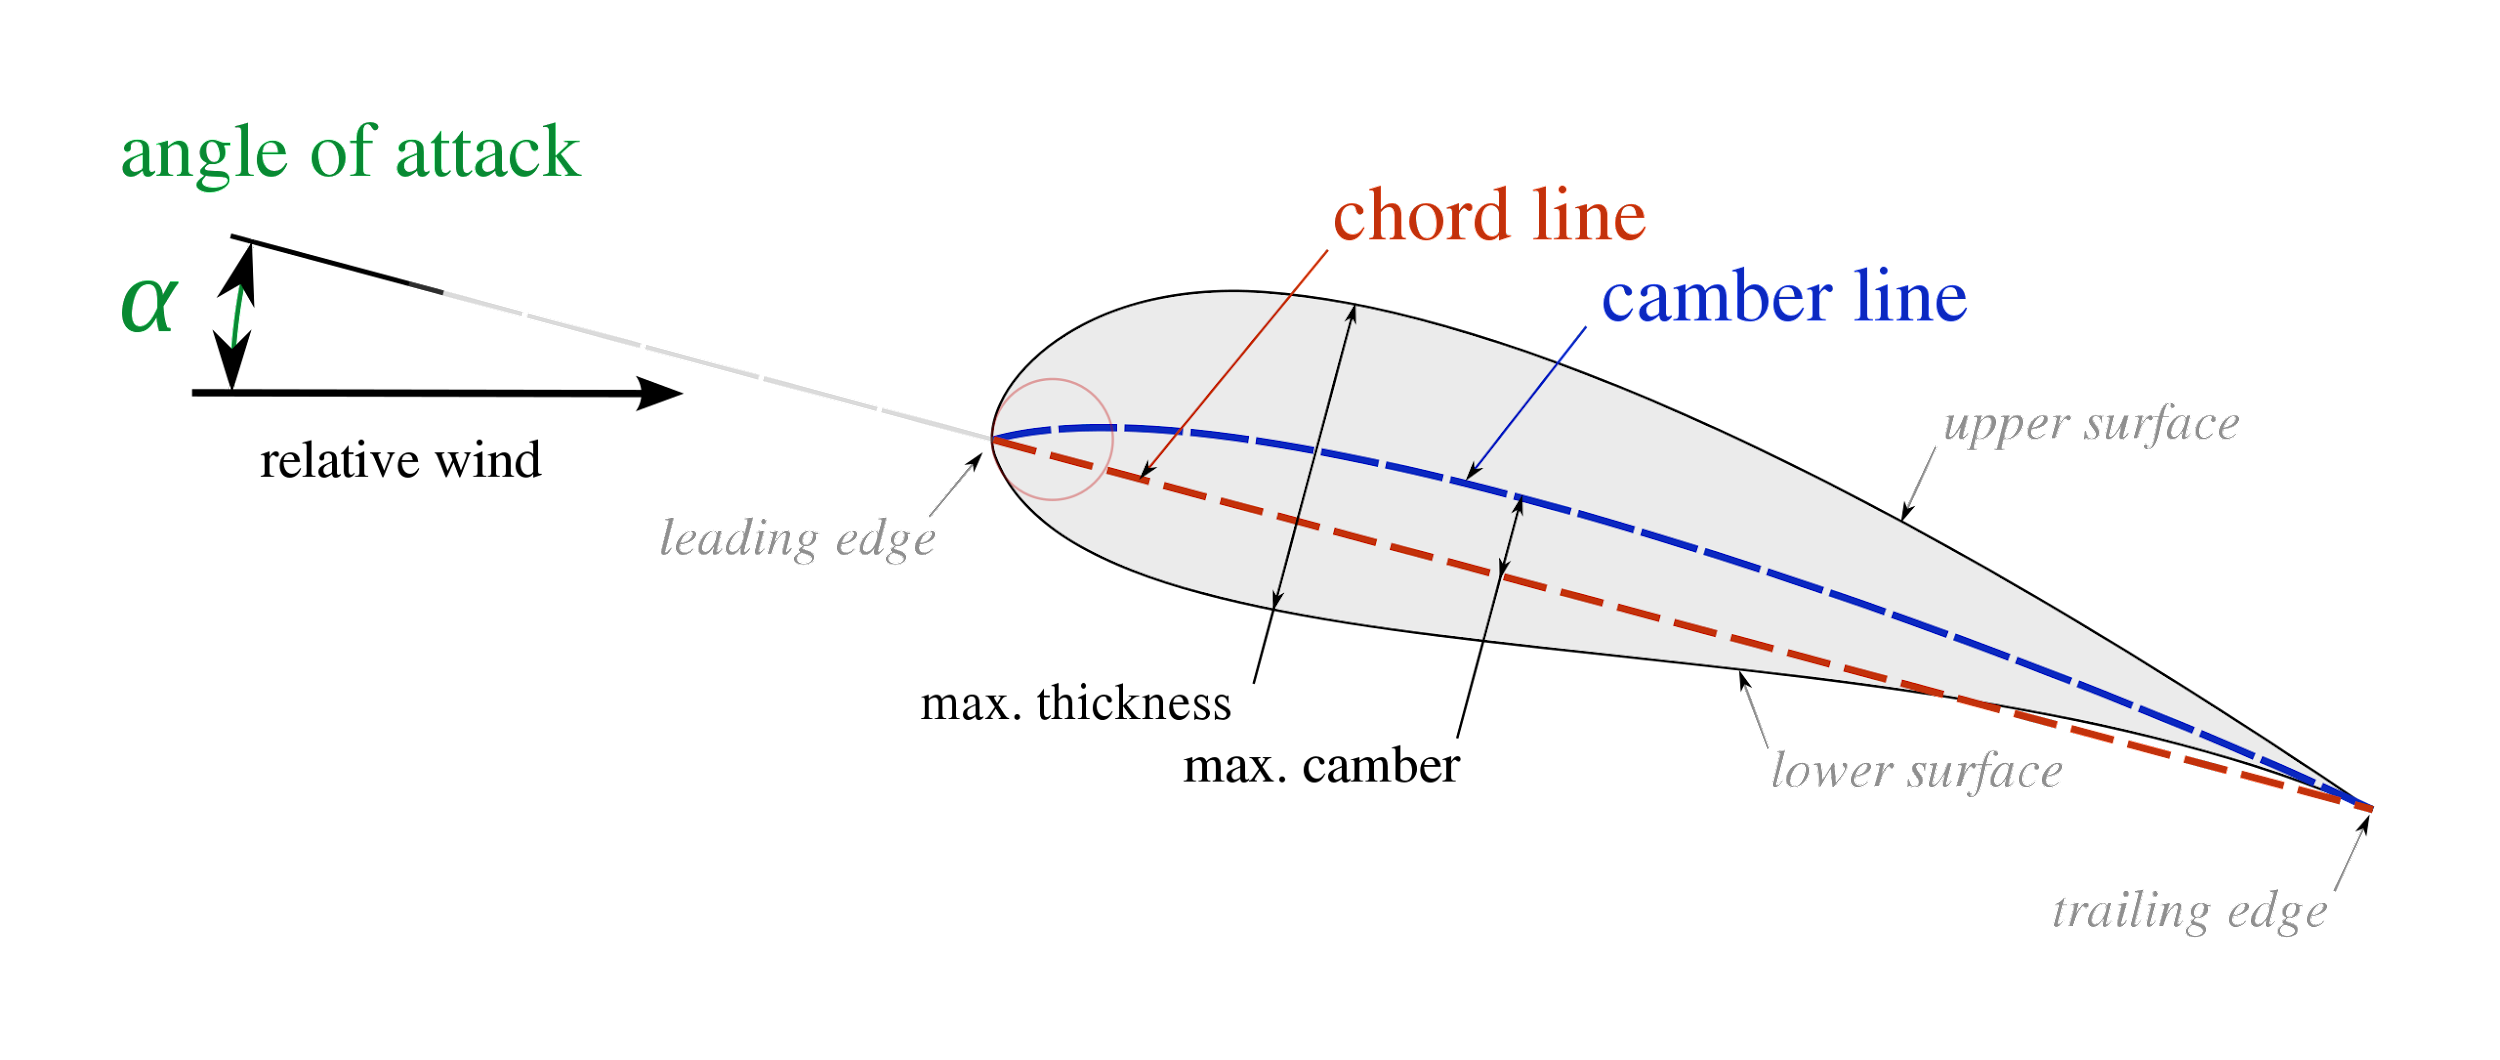 angle of attack
α
relative wind
chord line
camber line
upper surface
leading edge
max. thickness
max. camber
lower surface
trailing edge